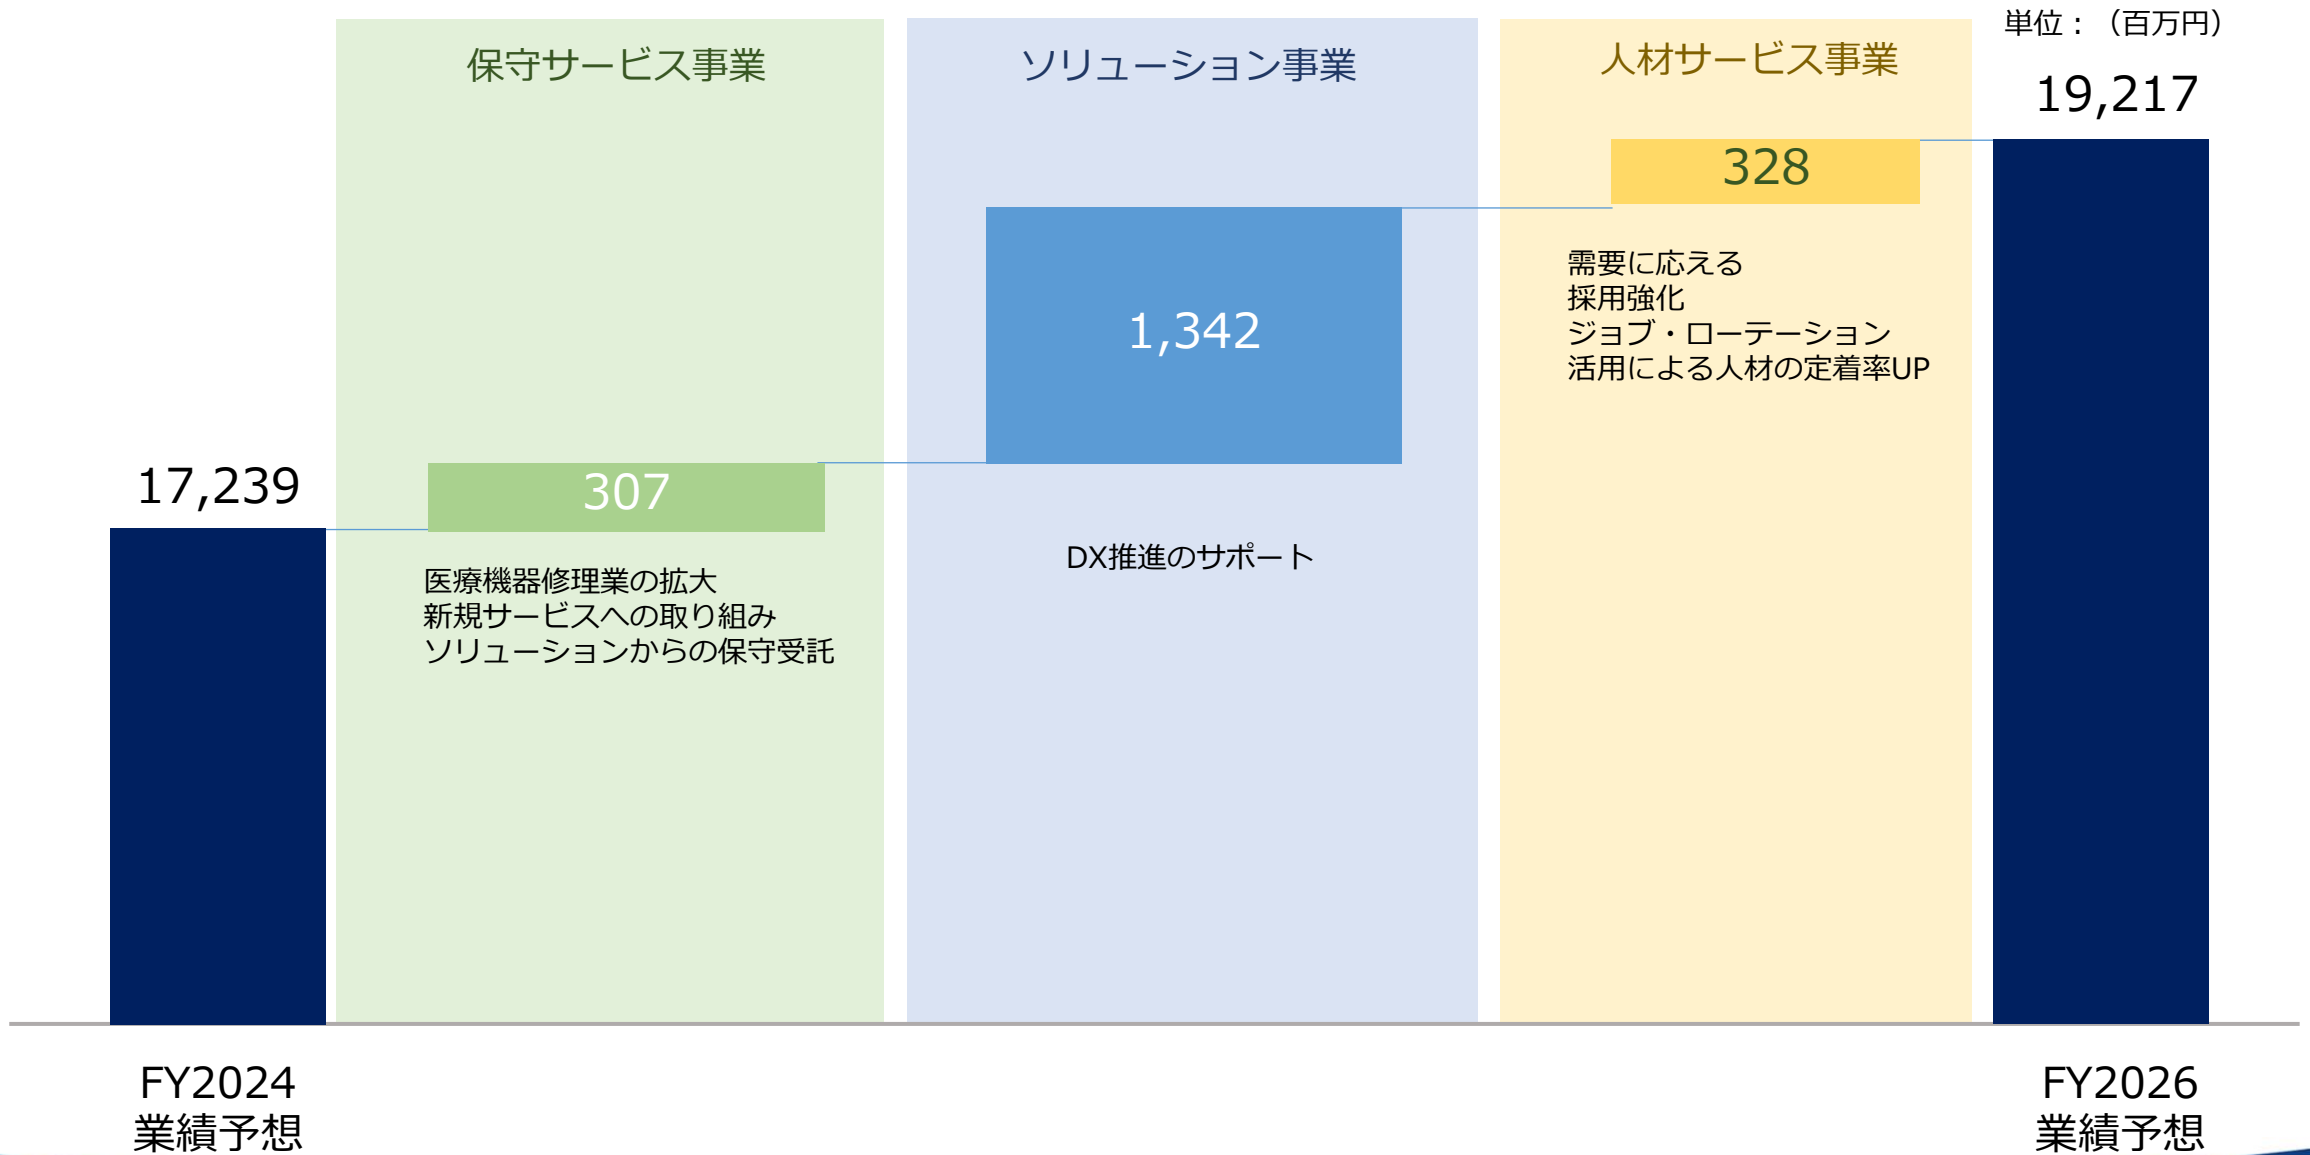 単位：（百万円）
保守サービス事業
ソリューション事業
人材サービス事業
19,217
328
1,342
307
17,239
需要に応える
採用強化
ジョブ・ローテーション
活用による人材の定着率UP
DX推進のサポート
医療機器修理業の拡大
新規サービスへの取り組み
ソリューションからの保守受託
FY2024
業績予想
FY2026
業績予想